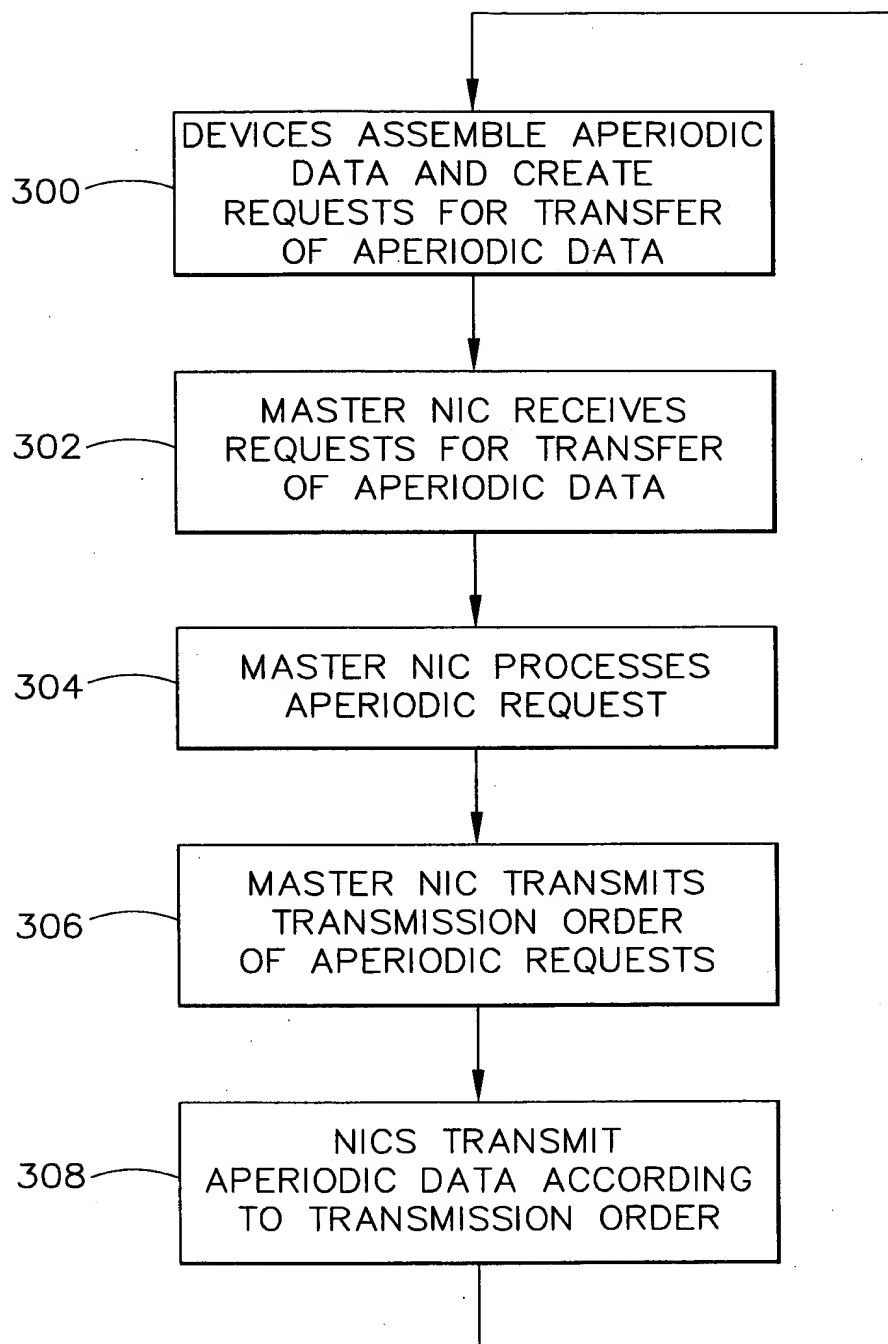 300
DEVICES ASSEMBLE APERIODIC
DATA AND CREATE
REQUESTS FOR TRANSFER
OF APERIODIC DATA
302
MASTER NIC RECEIVES
REQUESTS FOR TRANSFER
OF APERIODIC DATA
304
MASTER NIC PROCESSES
APERIODIC REQUEST
306
MASTER NIC TRANSMITS
TRANSMISSION ORDER
OF APERIODIC REQUESTS
308
NICS TRANSMIT
APERIODIC DATA ACCORDING
TO TRANSMISSION ORDER